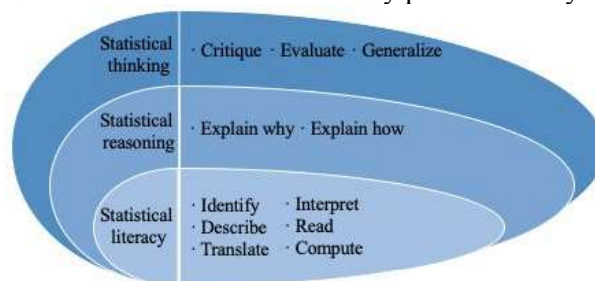 Statistical
thinking
· Critique · Evaluate · Generalize
Statistical
reasoning
· Explain why · Explain how
Statistical
literacy
· Identify · Interpret
· Describe · Read
· Translate · Compute